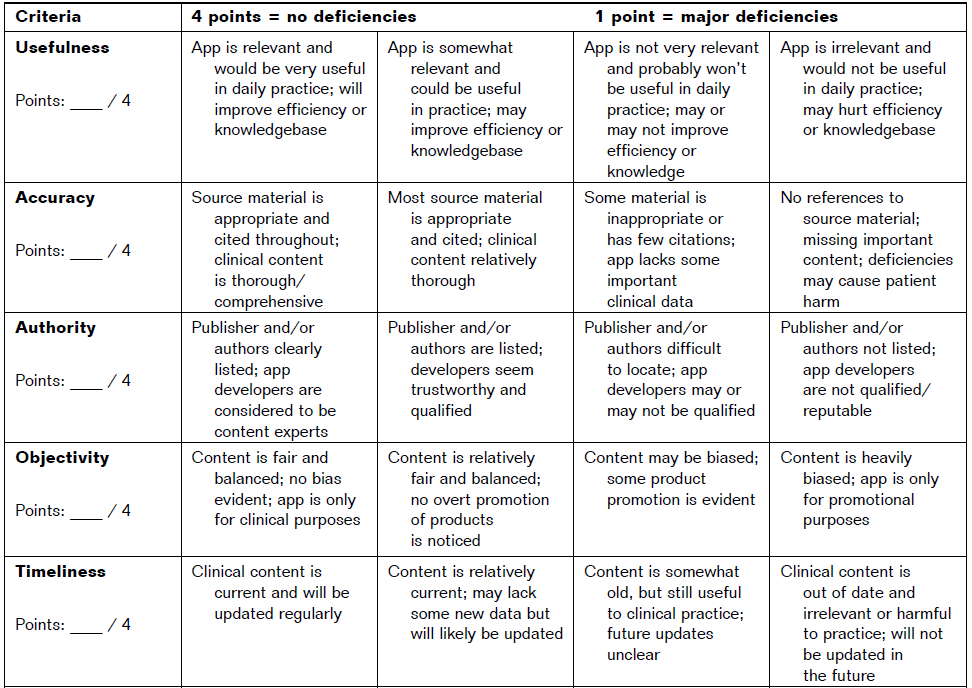 Criteria
4 points = no deficiencies
1 point = major deficiencies
Usefulness
Points: ____ / 4
App is relevant and
would be very useful
in daily practice; will
improve efficiency or
knowledgebase
App is somewhat
relevant and
could be useful
in practice; may
improve efficiency or
knowledgebase
App is not very relevant
and probably won't
be useful in daily
practice; may or
may not improve
efficiency or
knowledge
App is irrelevant and
would not be useful
in daily practice;
may hurt efficiency
or knowledgebase
Accuracy
Points: ____ / 4
Source material is
appropriate and
cited throughout;
clinical content
is thorough/
comprehensive
Most source material
is appropriate
and cited; clinical
content relatively
thorough
Some material is
inappropriate or
has few citations;
app lacks some
important
clinical data
No references to
source material;
missing important
content; deficiencies
may cause patient
harm
Authority
Points: ____ / 4
Publisher and/or
authors clearly
listed; app
developers are
considered to be
content experts
Publisher and/or
authors are listed;
developers seem
trustworthy and
qualified
Publisher and/or
authors difficult
to locate; app
developers may or
may not be qualified
Publisher and/or
authors not listed;
app developers
are not qualified/
reputable
Objectivity
Points: ____ / 4
Content is fair and
balanced; no bias
evident; app is only
for clinical purposes
Content is relatively
fair and balanced;
no overt promotion
of products
is noticed
Content may be biased;
some product
promotion is evident
Content is heavily
biased; app is only
for promotional
purposes
Timeliness
Points: ____ / 4
Clinical content is
current and will be
updated regularly
Content is relatively
current; may lack
some new data but
will likely be updated
Content is somewhat
old, but still useful
to clinical practice;
future updates
unclear
Clinical content is
out of date and
irrelevant or harmful
to practice; will not
be updated in
the future